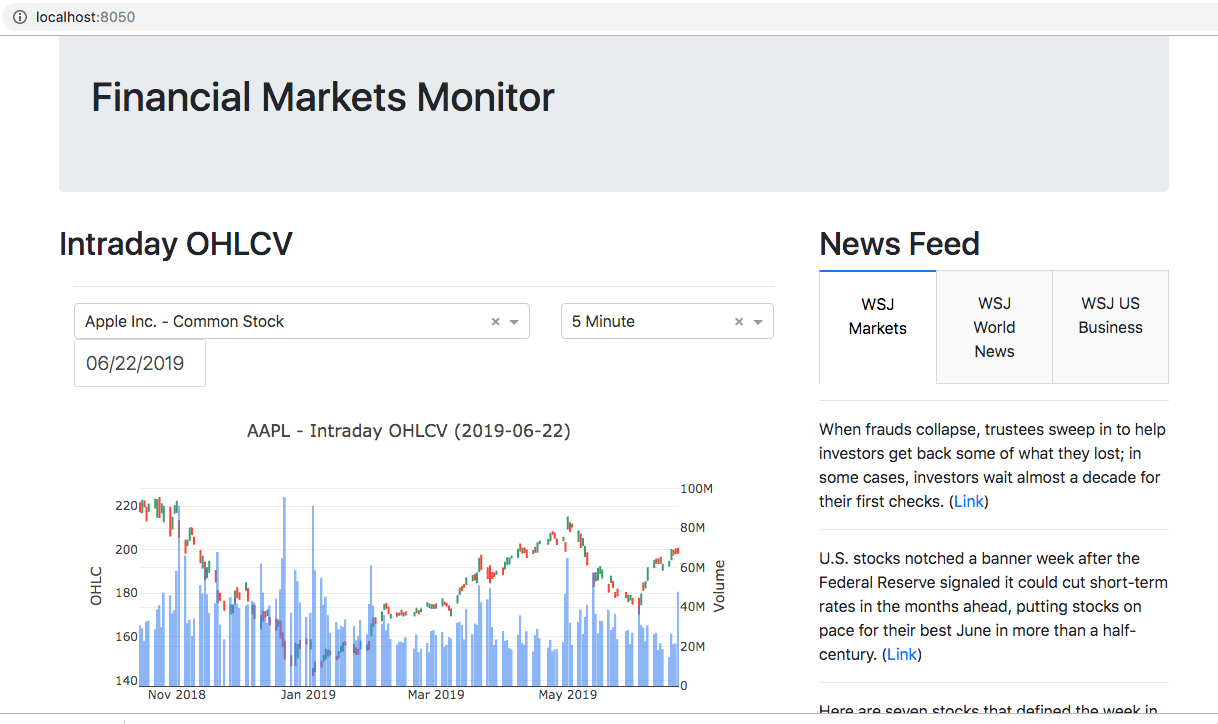 localhost:8050
Financial Markets Monitor
Intraday OHLCV
Apple Inc. - Common Stock
×
5 Minute
×
06/22/2019
AAPL - Intraday OHLCV (2019-06-22)
220
200
180
160
140
OHLC
100M
80M
60M
40M
20M
0
Volume
Nov 2018
Jan 2019
Mar 2019
May 2019
News Feed
WSJ
Markets
WSJ
World
News
WSJ US
Business
When frauds collapse, trustees sweep in to help
investors get back some of what they lost; in
some cases, investors wait almost a decade for
their first checks. (Link)
U.S. stocks notched a banner week after the
Federal Reserve signaled it could cut short-term
rates in the months ahead, putting stocks on
pace for their best June in more than a half-
century. (Link)
Here are seven stocks that defined the week in